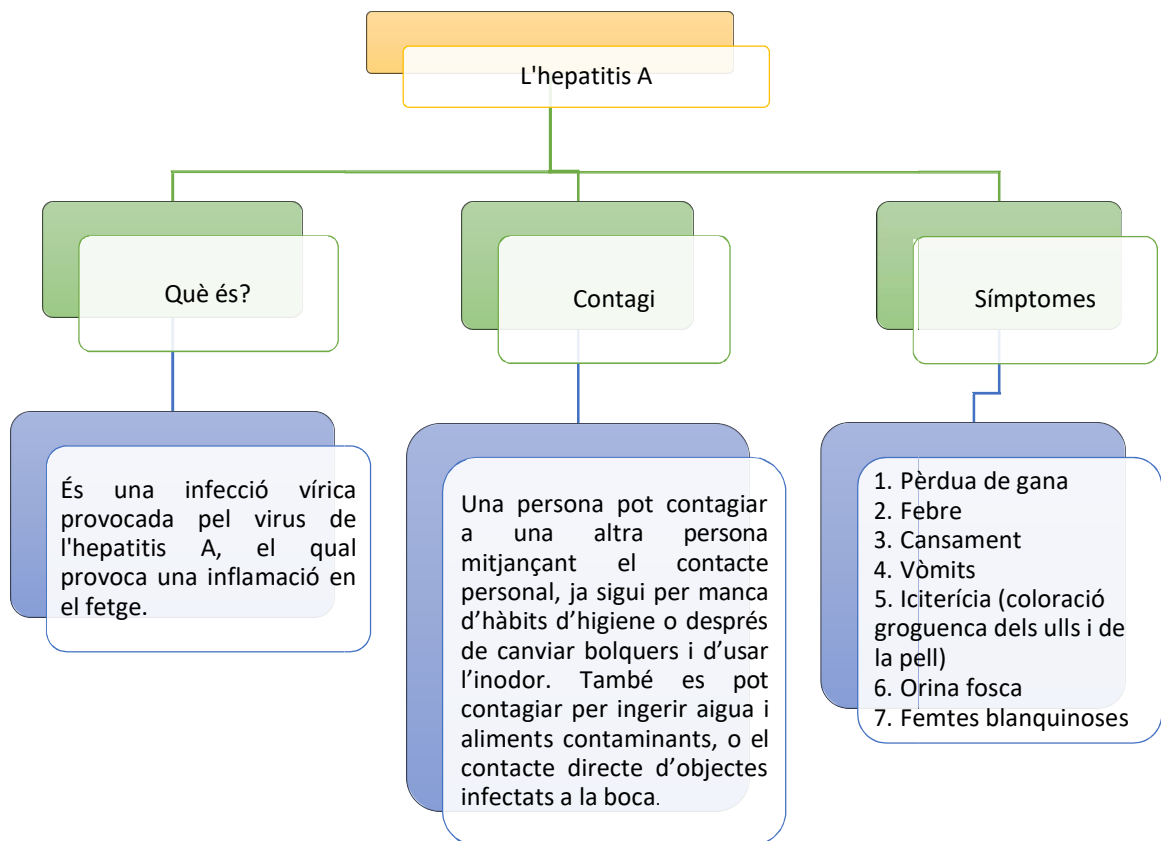 L'hepatitis A
Què és?
Contagi
Símptomes
És una infecció vírica
provocada pel virus de
l'hepatitis A, el qual
provoca una inflamació en
el fetge.
Una persona pot contagiar
a una altra persona
mitjançant el contacte
personal, ja sigui per manca
d’hàbits d’higiene o després
de canviar bolquers i d’usar
l’inodor. També es pot
contagiar per ingerir aigua i
aliments contaminants, o el
contacte directe d’objectes
infectats a la boca.
1. Pèrdua de gana
2. Febre
3. Cansament
4. Vòmits
5. Iciterícia (coloració
groguenca dels ulls i de
la pell)
6. Orina fosca
7. Femtes blanquinoses